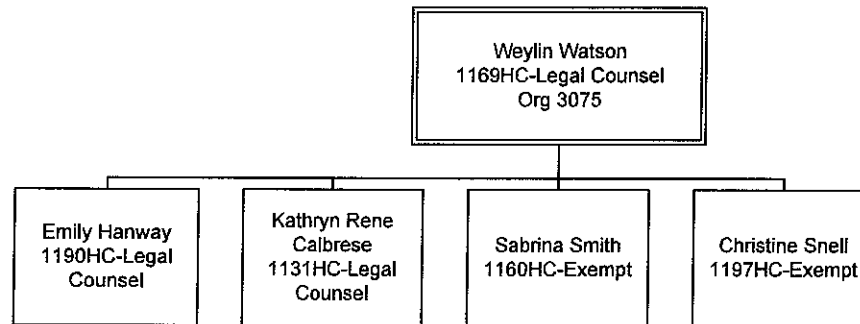 Weylin Watson
1169HC-Legal Counsel
Org 3075
Emily Hanway
1190HC-Legal
Counsel
Kathryn Rene
Calbrese
1131HC-Legal
Counsel
Sabrina Smith
1160HC-Exempt
Christine Snell
1197HC-Exempt